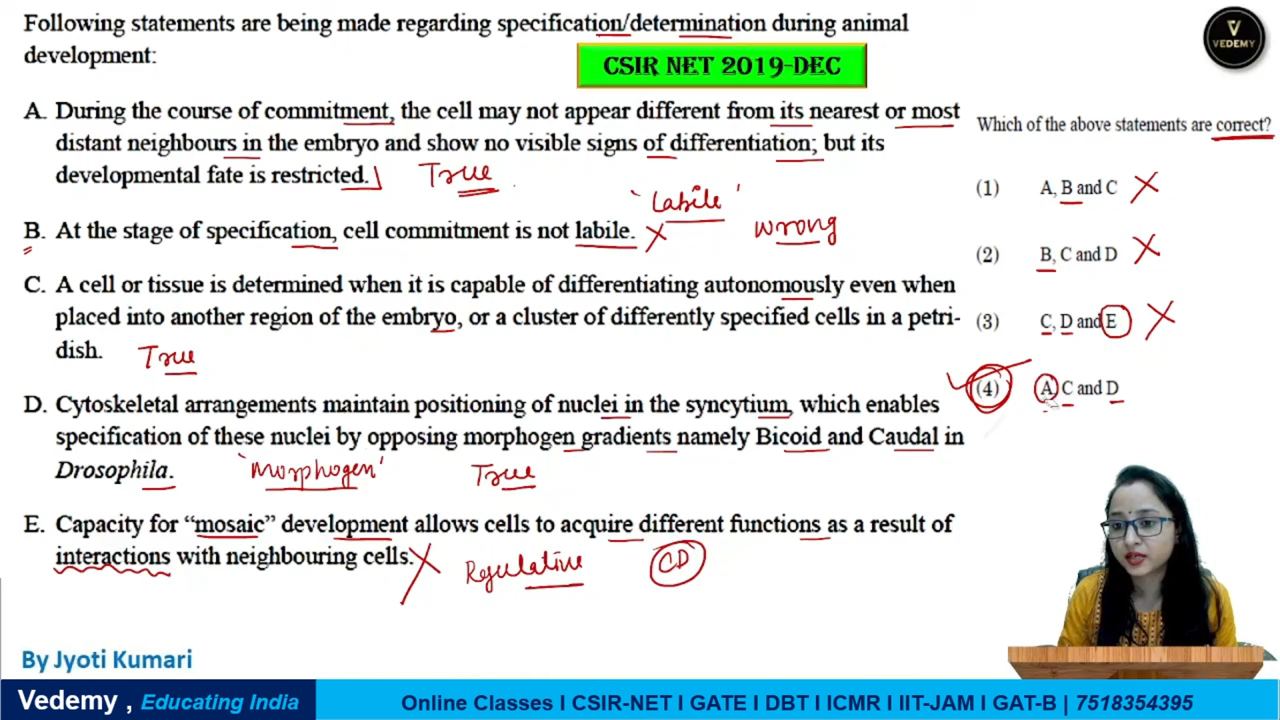 Following statements are being made regarding specification/determination during animal
development:
CSIR NET 2019-DEC
V
VEDEMY
A. During the course of commitment, the cell may not appear different from its nearest or most
distant neighbours in the embryo and show no visible signs of differentiation; but its
developmental fate is restricted. True
B. At the stage of specification, cell commitment is not labile. 'Labile' wrong
C. A cell or tissue is determined when it is capable of differentiating autonomously even when
placed into another region of the embryo, or a cluster of differently specified cells in a petri-
dish. True
D. Cytoskeletal arrangements maintain positioning of nuclei in the syncytium, which enables
specification of these nuclei by opposing morphogen gradients namely Bicoid and Caudal in
Drosophila. 'Morphogen' True
E. Capacity for “mosaic” development allows cells to acquire different functions as a result of
interactions with neighbouring cells. Regulative CD
Which of the above statements are correct?
(1) A, B and C
(2) B, C and D
(3) C, D and E
(4) A C and D
By Jyoti Kumari
Vedemy , Educating India
Online Classes I CSIR-NET I GATE I DBT I ICMR I IIT-JAM I GAT-B | 7518354395